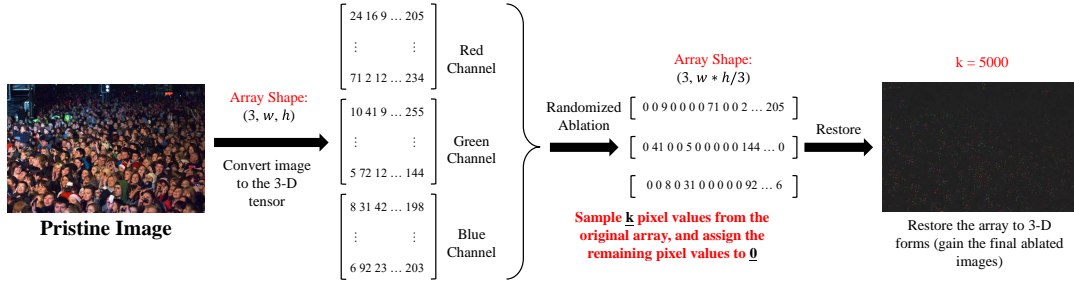 Pristine Image
Array Shape:
(3, w, h)
Convert image
to the 3-D
tensor
24 16 9 … 205
⋮ ⋮
71 2 12 … 234
Red
Channel
10 41 9 … 255
⋮ ⋮
5 72 12 … 144
Green
Channel
8 31 42 … 198
⋮ ⋮
6 92 23 … 203
Blue
Channel
Randomized
Ablation
Array Shape:
(3, w * h/3)
0 0 9 0 0 0 0 71 0 0 2 … 205
0 41 0 0 5 0 0 0 0 0 144 … 0
0 0 8 0 31 0 0 0 0 0 92 … 6
Sample k pixel values from the
original array, and assign the
remaining pixel values to 0
Restore
k = 5000
Restore the array to 3-D
forms (gain the final ablated
images)